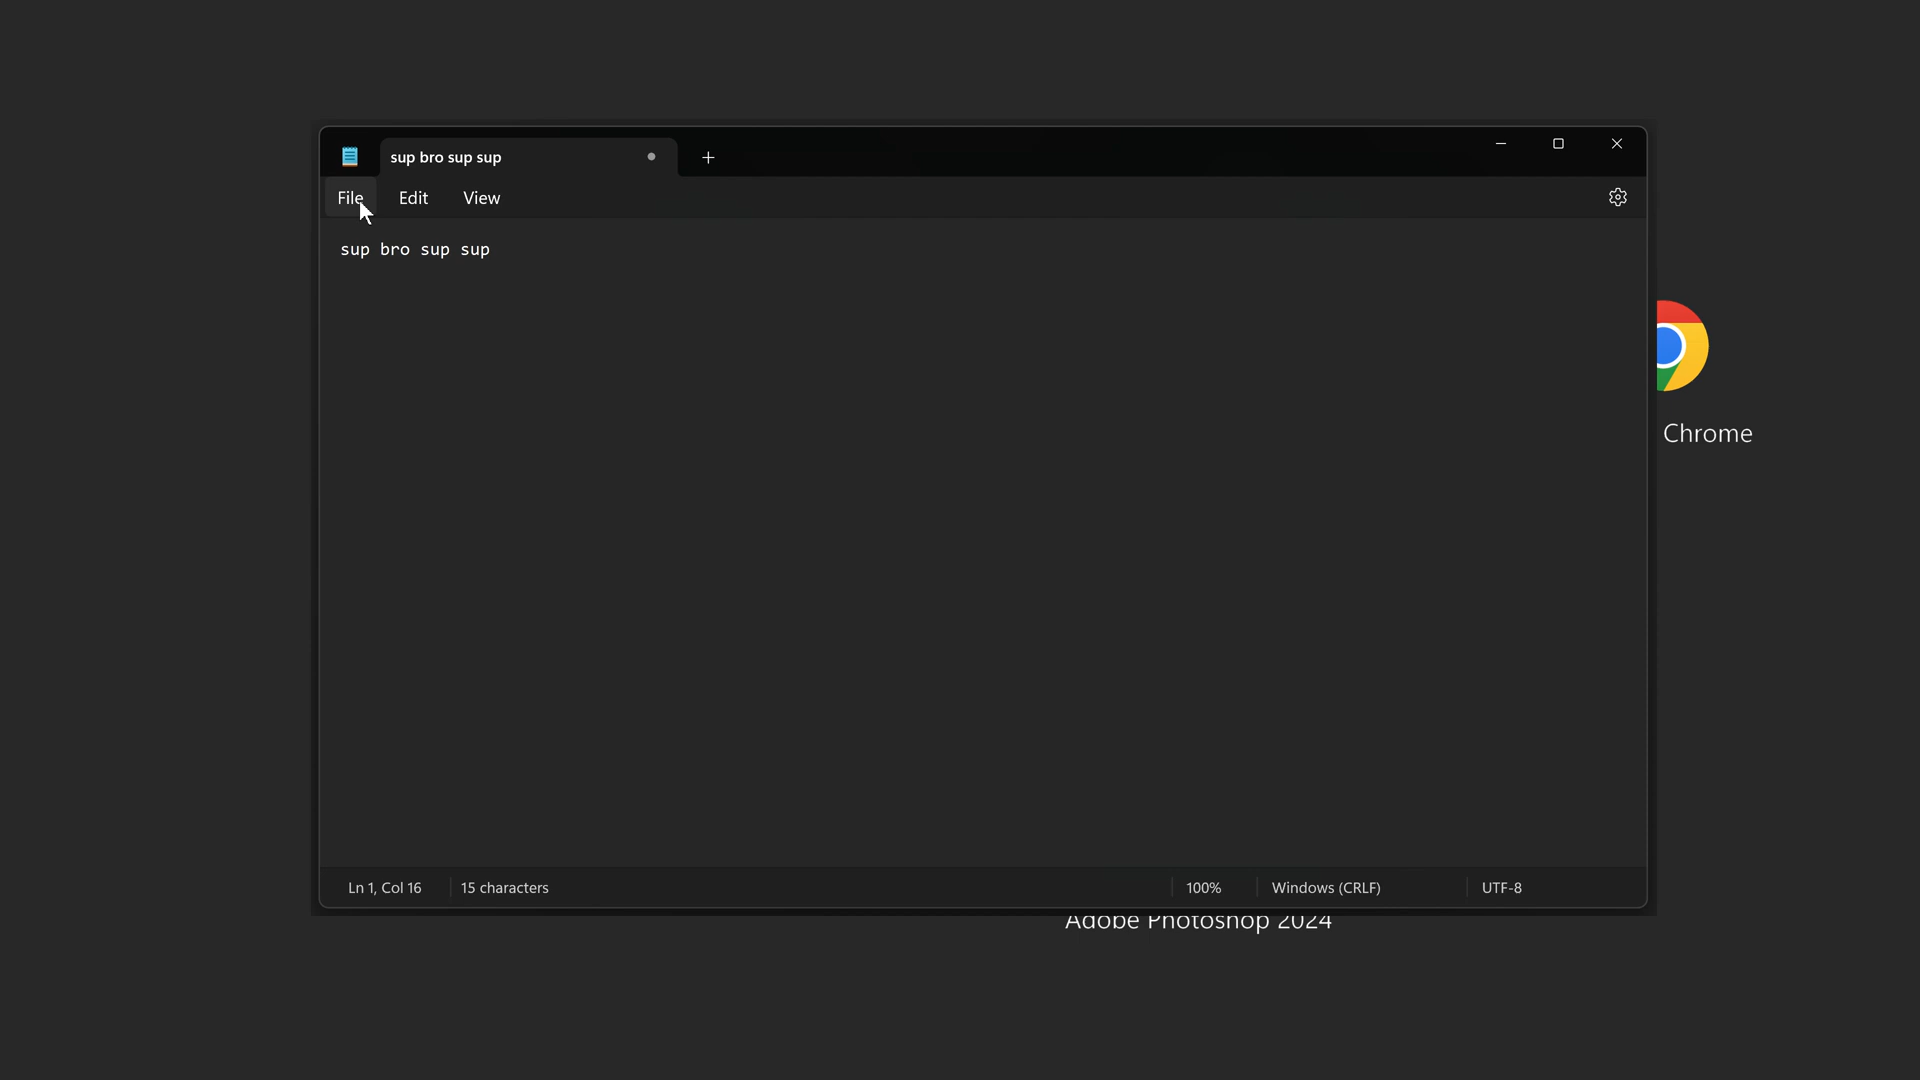 sup bro sup sup
File Edit View
sup bro sup sup
Chrome
Ln 1, Col 16 15 characters 100% Windows (CRLF) UTF-8
Adobe Photoshop 2024